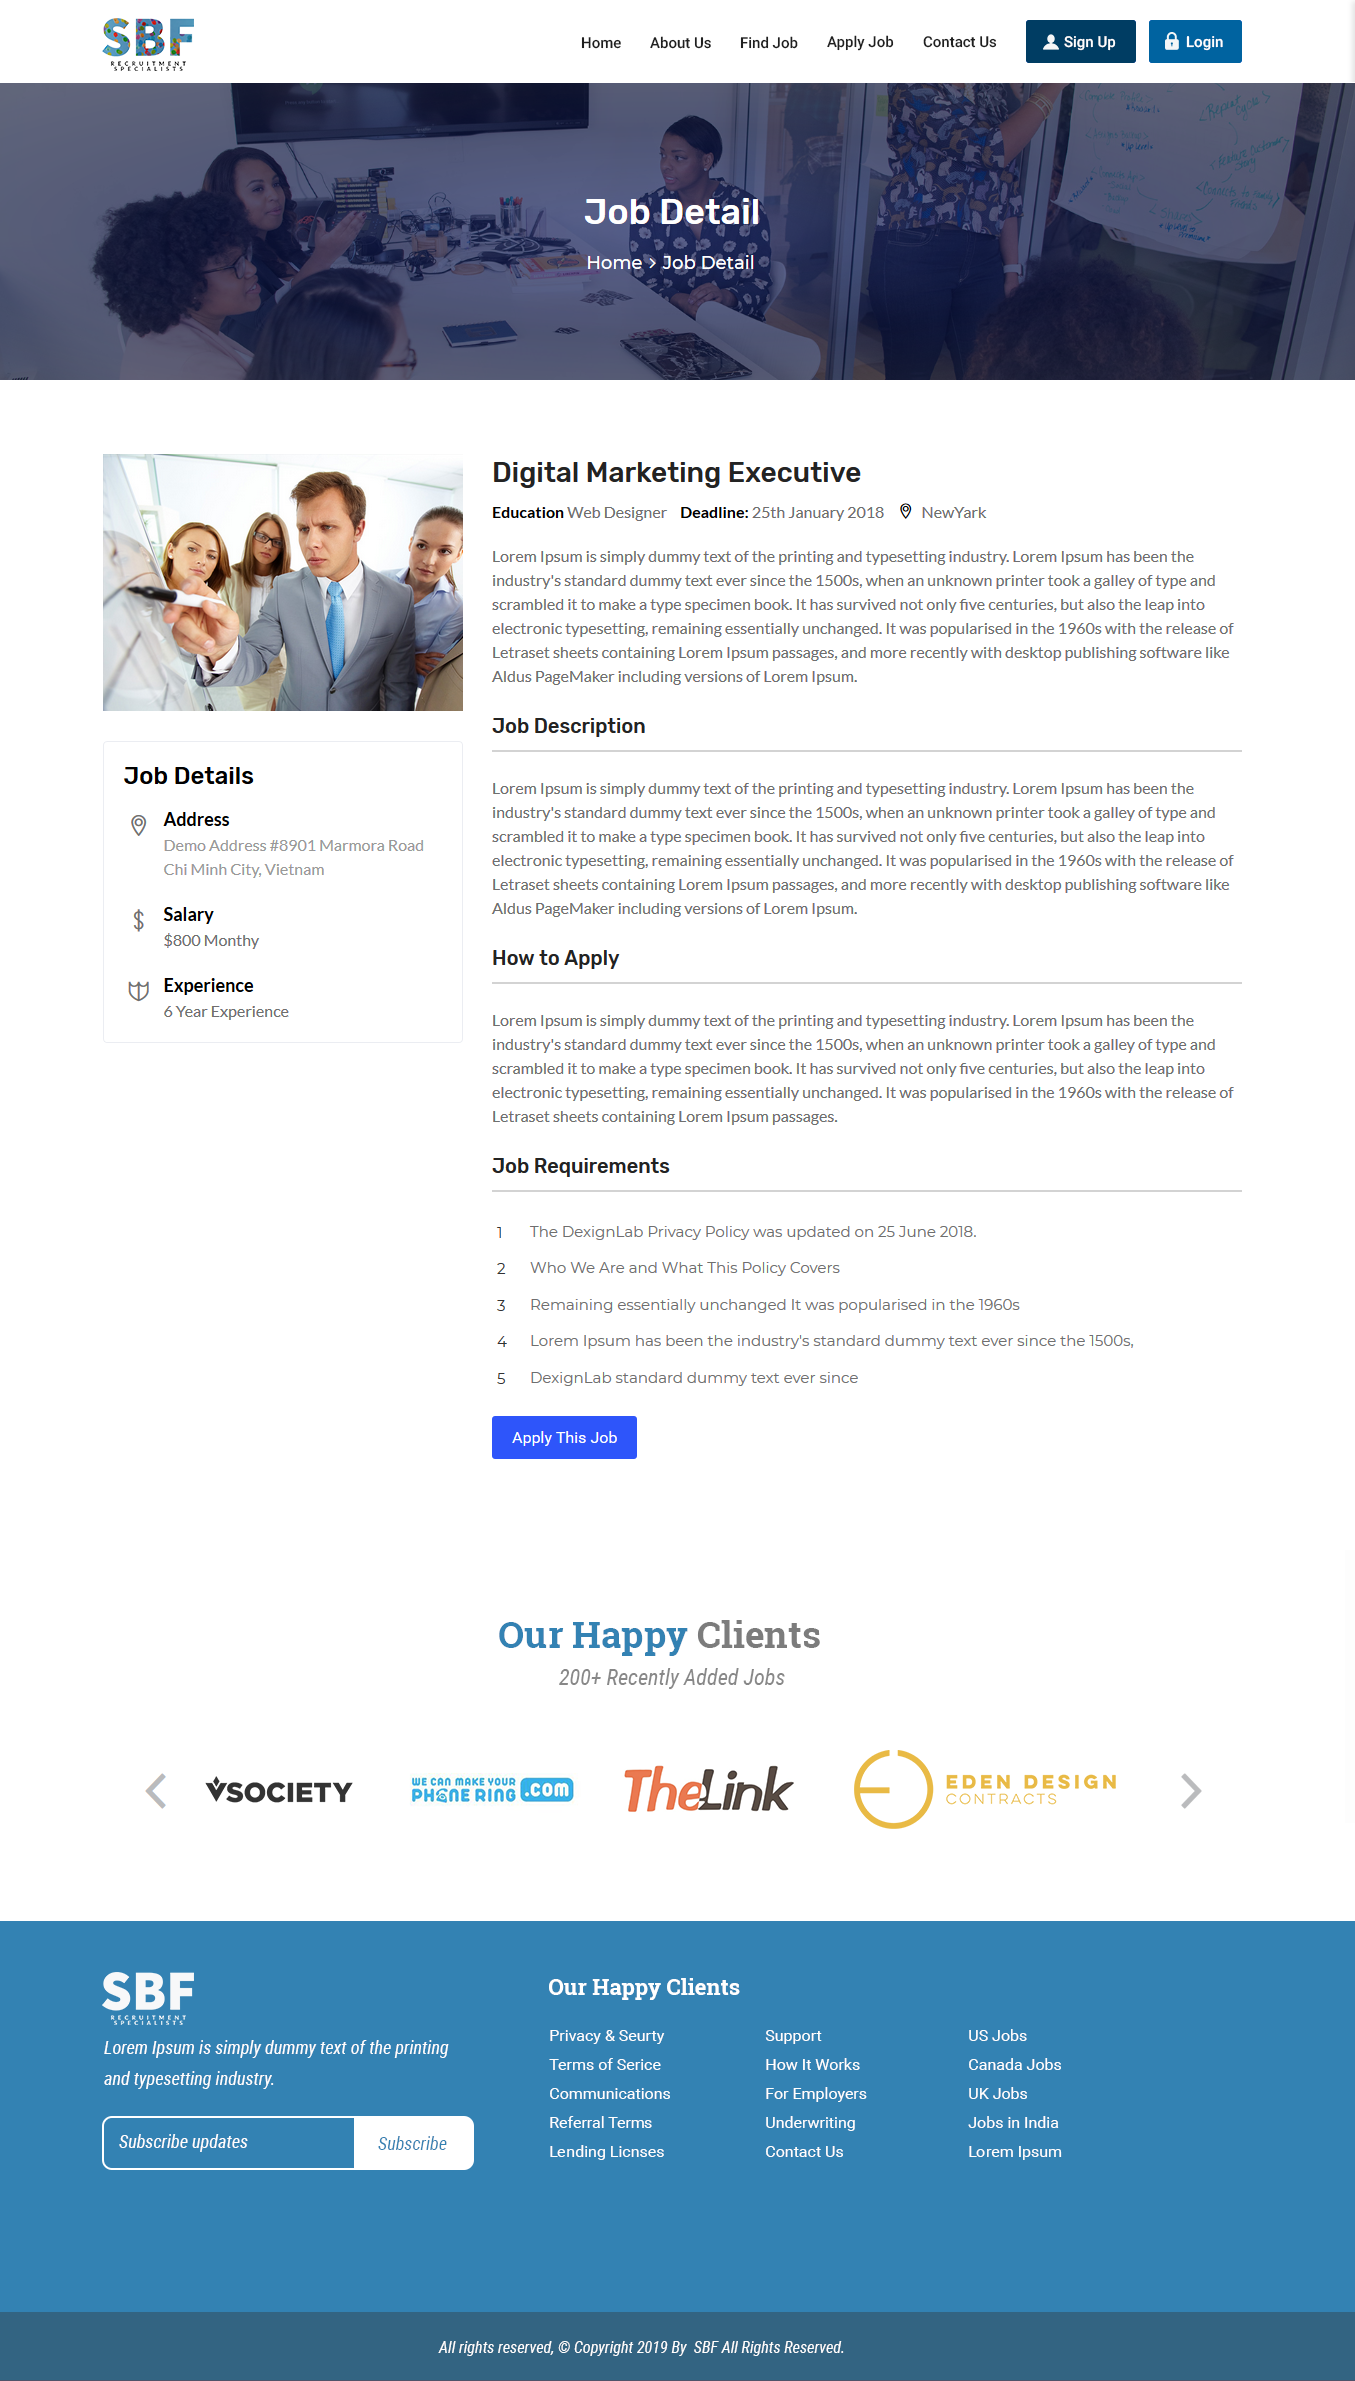 SBF
RECRUITMENT
SPECIALISTS
Home About Us Find Job Apply Job Contact Us Sign Up Login
Job Detail
Home > Job Detail
Digital Marketing Executive
Education Web Designer Deadline: 25th January 2018 NewYark
Lorem Ipsum is simply dummy text of the printing and typesetting industry. Lorem Ipsum has been the
industry's standard dummy text ever since the 1500s, when an unknown printer took a galley of type and
scrambled it to make a type specimen book. It has survived not only five centuries, but also the leap into
electronic typesetting, remaining essentially unchanged. It was popularised in the 1960s with the release of
Letraset sheets containing Lorem Ipsum passages, and more recently with desktop publishing software like
Aldus PageMaker including versions of Lorem Ipsum.
Job Description
Lorem Ipsum is simply dummy text of the printing and typesetting industry. Lorem Ipsum has been the
industry's standard dummy text ever since the 1500s, when an unknown printer took a galley of type and
scrambled it to make a type specimen book. It has survived not only five centuries, but also the leap into
electronic typesetting, remaining essentially unchanged. It was popularised in the 1960s with the release of
Letraset sheets containing Lorem Ipsum passages, and more recently with desktop publishing software like
Aldus PageMaker including versions of Lorem Ipsum.
How to Apply
Lorem Ipsum is simply dummy text of the printing and typesetting industry. Lorem Ipsum has been the
industry's standard dummy text ever since the 1500s, when an unknown printer took a galley of type and
scrambled it to make a type specimen book. It has survived not only five centuries, but also the leap into
electronic typesetting, remaining essentially unchanged. It was popularised in the 1960s with the release of
Letraset sheets containing Lorem Ipsum passages.
Job Requirements
1 The DexignLab Privacy Policy was updated on 25 June 2018.
2 Who We Are and What This Policy Covers
3 Remaining essentially unchanged It was popularised in the 1960s
4 Lorem Ipsum has been the industry's standard dummy text ever since the 1500s,
5 DexignLab standard dummy text ever since
Apply This Job
Job Details
Address
Demo Address #8901 Marmora Road
Chi Minh City, Vietnam
Salary
$800 Monthy
Experience
6 Year Experience
Our Happy Clients
200+ Recently Added Jobs
SOCIETY
WE CAN MAKE YOUR
PHONE RING .COM
TheLink
EDEN DESIGN
CONTRACTS
SBF
RECRUITMENT
SPECIALISTS
Lorem Ipsum is simply dummy text of the printing
and typesetting industry.
Subscribe updates Subscribe
Our Happy Clients
Privacy & Seurty Support US Jobs
Terms of Serice How It Works Canada Jobs
Communications For Employers UK Jobs
Referral Terms Underwriting Jobs in India
Lending Licnses Contact Us Lorem Ipsum
All rights reserved, © Copyright 2019 By SBF All Rights Reserved.